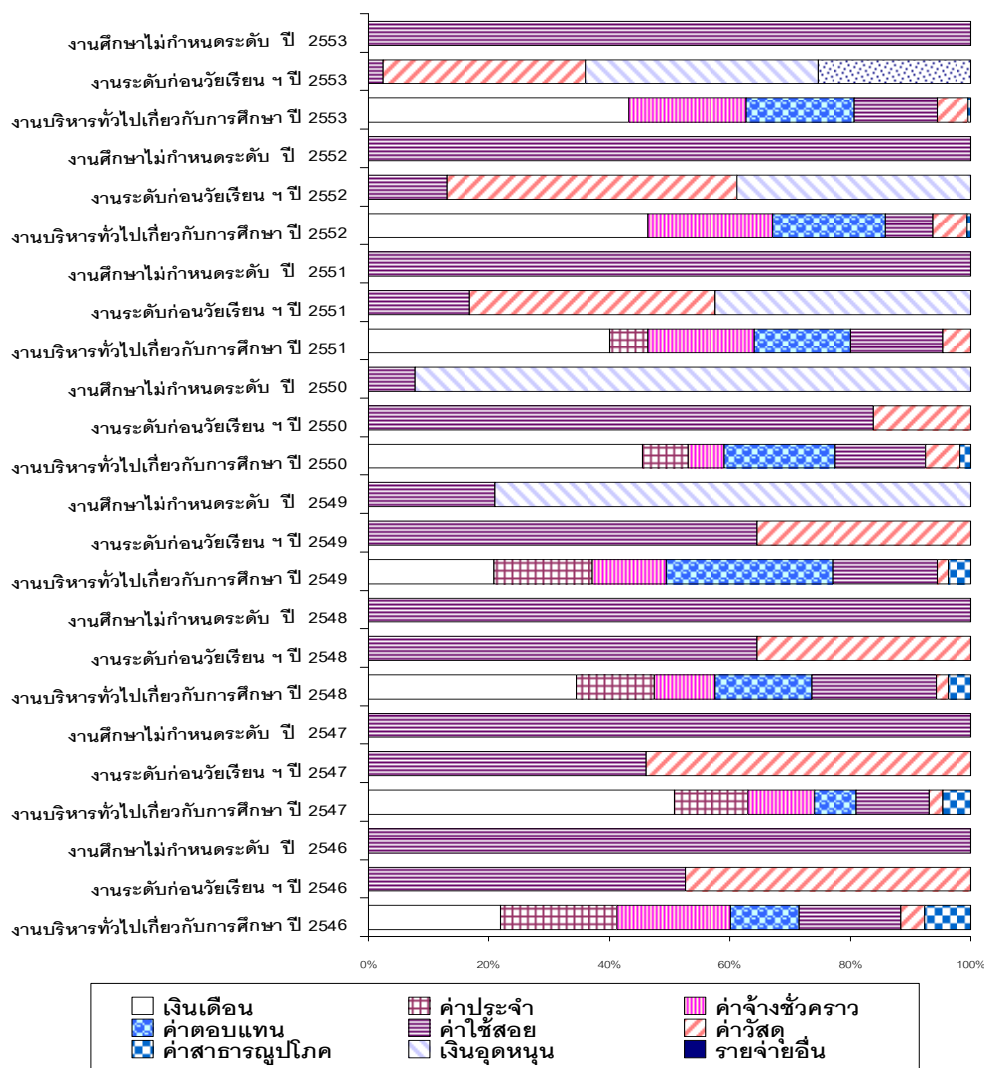 งานศึกษาไม่กำหนดระดับ ปี 2553
งานระดับก่อนวัยเรียน ฯ ปี 2553
งานบริหารทั่วไปเกี่ยวกับการศึกษา ปี 2553
งานศึกษาไม่กำหนดระดับ ปี 2552
งานระดับก่อนวัยเรียน ฯ ปี 2552
งานบริหารทั่วไปเกี่ยวกับการศึกษา ปี 2552
งานศึกษาไม่กำหนดระดับ ปี 2551
งานระดับก่อนวัยเรียน ฯ ปี 2551
งานบริหารทั่วไปเกี่ยวกับการศึกษา ปี 2551
งานศึกษาไม่กำหนดระดับ ปี 2550
งานระดับก่อนวัยเรียน ฯ ปี 2550
งานบริหารทั่วไปเกี่ยวกับการศึกษา ปี 2550
งานศึกษาไม่กำหนดระดับ ปี 2549
งานระดับก่อนวัยเรียน ฯ ปี 2549
งานบริหารทั่วไปเกี่ยวกับการศึกษา ปี 2549
งานศึกษาไม่กำหนดระดับ ปี 2548
งานระดับก่อนวัยเรียน ฯ ปี 2548
งานบริหารทั่วไปเกี่ยวกับการศึกษา ปี 2548
งานศึกษาไม่กำหนดระดับ ปี 2547
งานระดับก่อนวัยเรียน ฯ ปี 2547
งานบริหารทั่วไปเกี่ยวกับการศึกษา ปี 2547
งานศึกษาไม่กำหนดระดับ ปี 2546
งานระดับก่อนวัยเรียน ฯ ปี 2546
งานบริหารทั่วไปเกี่ยวกับการศึกษา ปี 2546
0% 20% 40% 60% 80% 100%
เงินเดือน ค่าประจำ ค่าจ้างชั่วคราว
ค่าตอบแทน ค่าใช้สอย ค่าวัสดุ
ค่าสาธารณูปโภค เงินอุดหนุน รายจ่ายอื่น